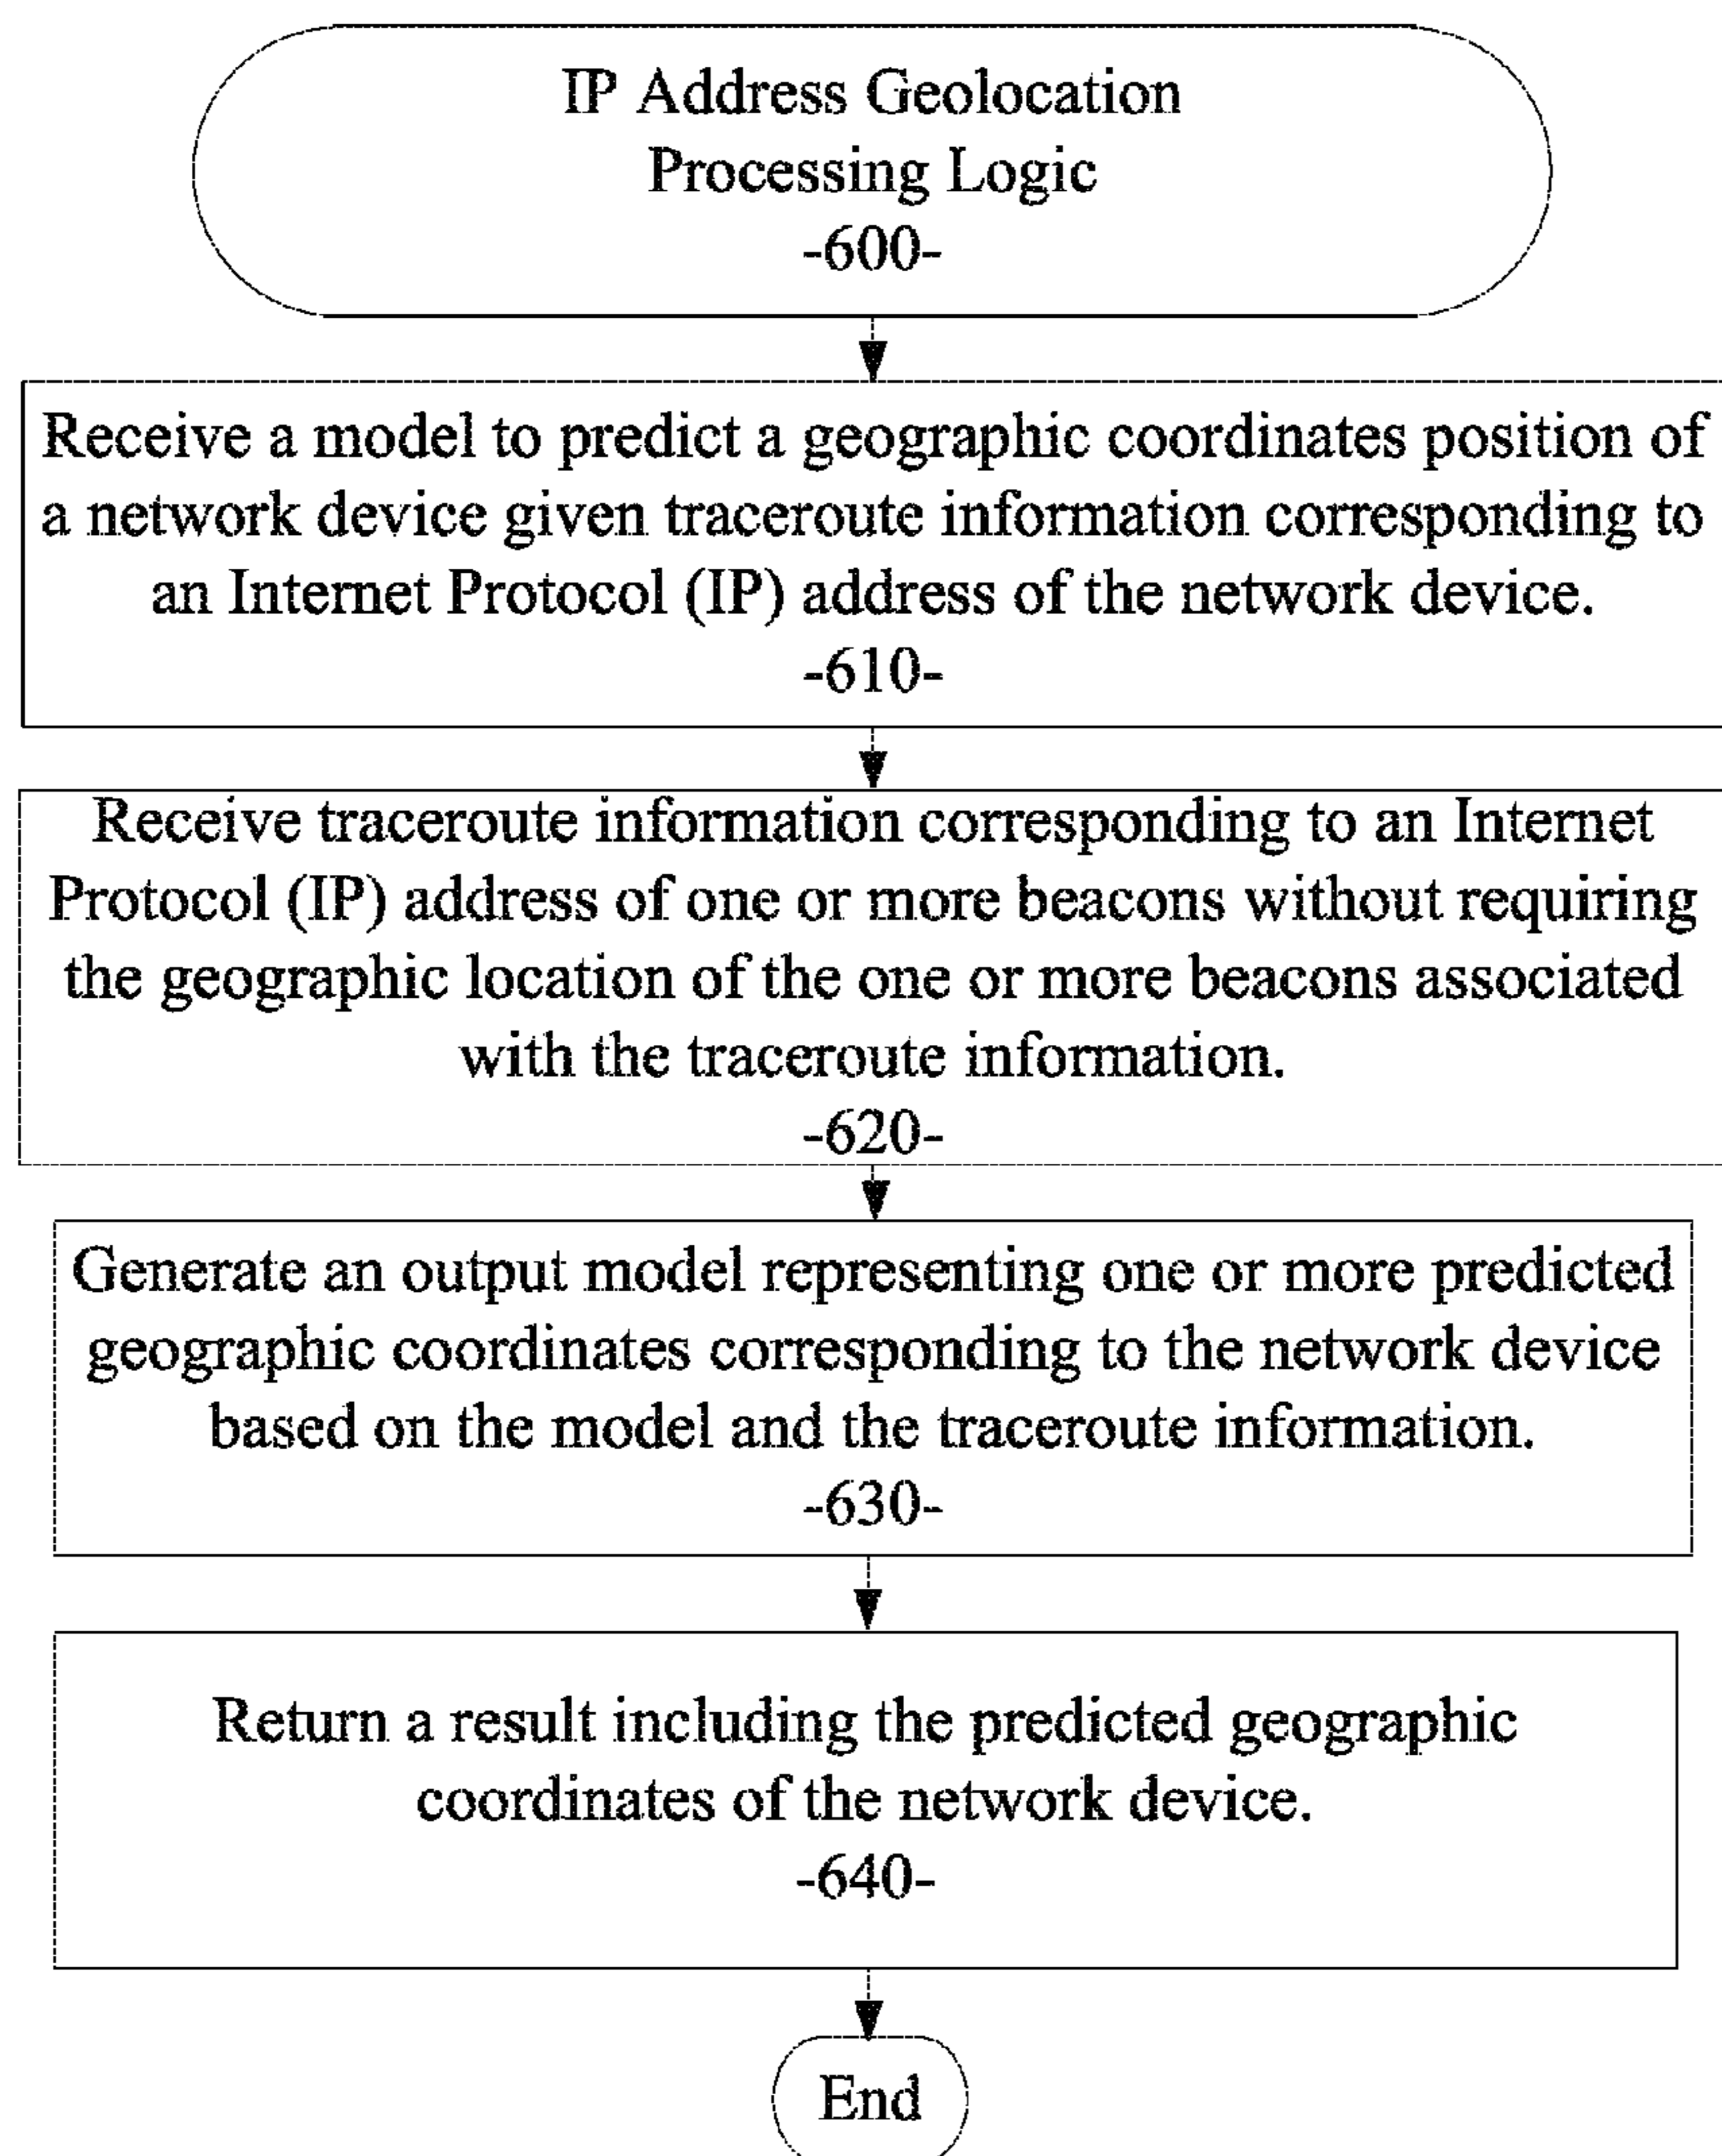 IP Address Geolocation
Processing Logic
-600-
Receive a model to predict a geographic coordinates position of
a network device given traceroute information corresponding to
an Internet Protocol (IP) address of the network device.
-610-
Receive traceroute information corresponding to an Internet
Protocol (IP) address of one or more beacons without requiring
the geographic location of the one or more beacons associated
with the traceroute information.
-620-
Generate an output model representing one or more predicted
geographic coordinates corresponding to the network device
based on the model and the traceroute information.
-630-
Return a result including the predicted geographic
coordinates of the network device.
-640-
End